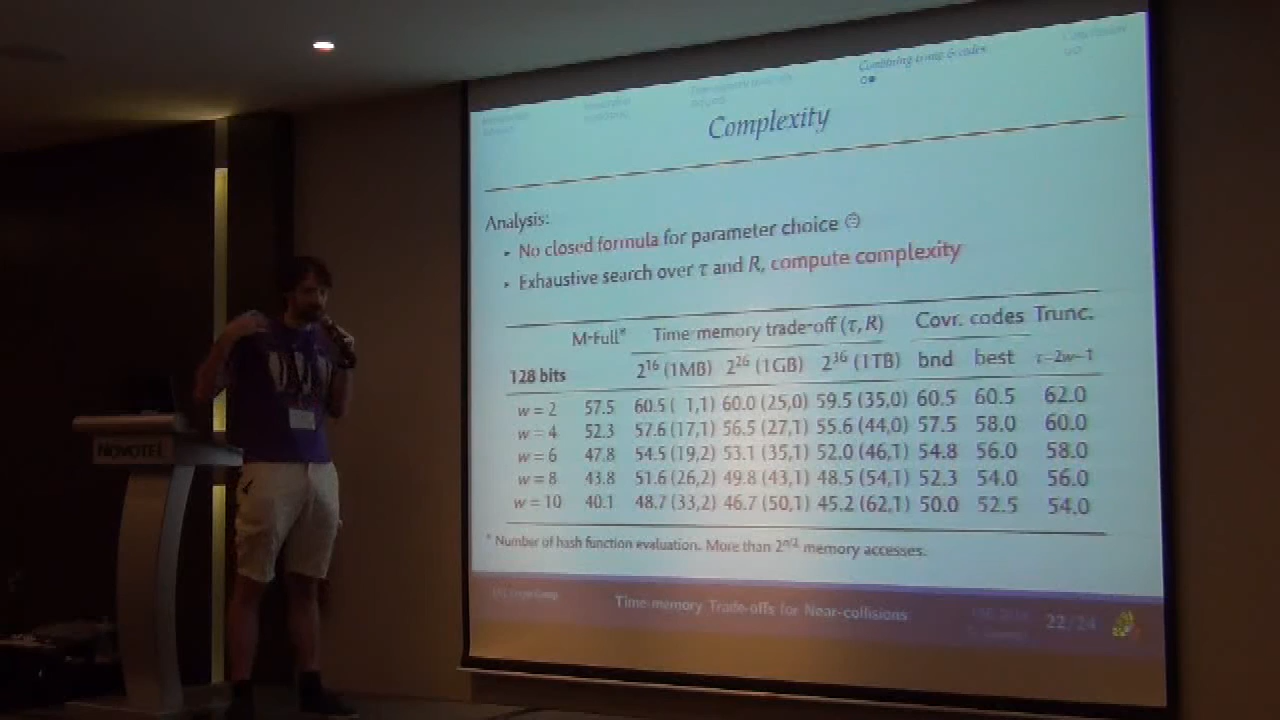 Combining trunc & codes
Complexity
Analysis:
No closed formula for parameter choice ☹
Exhaustive search over τ and R, compute complexity
M-Full* Time-memory trade-off (τ, R) Covr. codes Trunc.
128 bits 2^16 (1MB) 2^26 (1GB) 2^36 (1TB) bnd best τ=2w−1
w = 2 57.5 60.5 ( 1,1) 60.0 (25,0) 59.5 (35,0) 60.5 60.5 62.0
w = 4 52.3 57.6 (17,1) 56.5 (27,1) 55.6 (44,0) 57.5 58.0 60.0
w = 6 47.8 54.5 (19,2) 53.1 (35,1) 52.0 (46,1) 54.8 56.0 58.0
w = 8 43.8 51.6 (26,2) 49.8 (43,1) 48.5 (54,1) 52.3 54.0 56.0
w = 10 40.1 48.7 (33,2) 46.7 (50,1) 45.2 (62,1) 50.0 52.5 54.0
* Number of hash function evaluation. More than 2^n/2 memory accesses.
Time-memory Trade-offs for Near-collisions
22/24
NOVOTEL